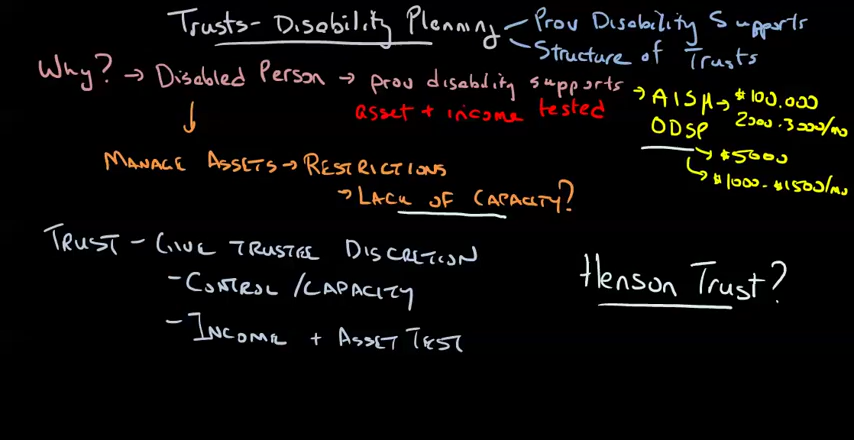 Trusts - Disability Planning
Prov Disability Supports
Structure of Trusts
Why? → Disabled Person → prov disability supports
asset + income tested
→ AISH → $100.000
2000-3000/mo
ODSP
→ $5000
→ $1000-$1500/mo
MANAGE ASSETS → RESTRICTIONS
→ LACK OF CAPACITY?
TRUST - GIVE TRUSTEE DISCRETION
- CONTROL / CAPACITY
- INCOME + ASSET TEST
Henson Trust?